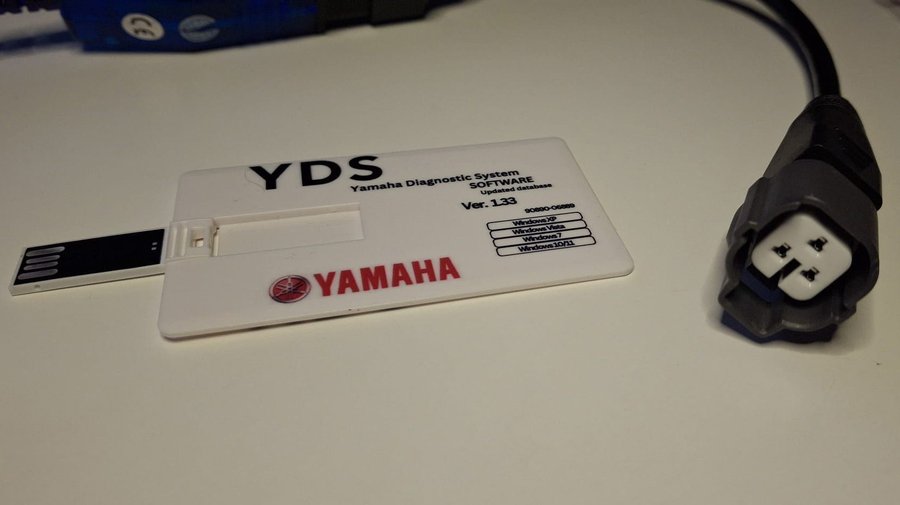 CE
YDS
Yamaha Diagnostic System
SOFTWARE
Updated database
Ver. 1.33
90890-06889
Windows XP
Windows Vista
Windows 7
Windows 10/11
YAMAHA